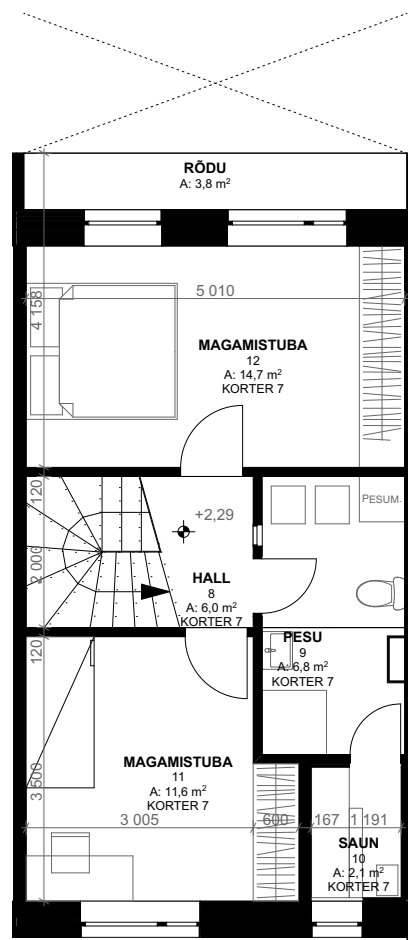 RÕDU
A: 3,8 m²
5 010
4 158
MAGAMISTUBA
12
A: 14,7 m²
KORTER 7
120
+2,29
PESUM.
2 000
HALL
8
A: 6,0 m²
KORTER 7
PESU
9
A: 6,8 m²
KORTER 7
120
MAGAMISTUBA
11
A: 11,6 m²
KORTER 7
3 500
3 005
600
167
1 191
SAUN
10
A: 2,1 m²
KORTER 7